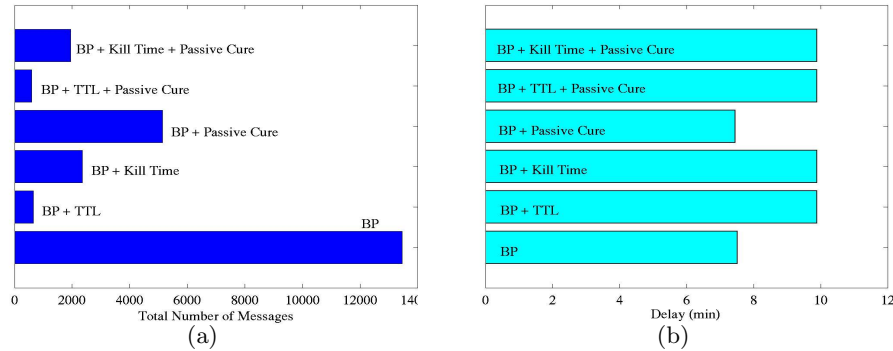 BP + Kill Time + Passive Cure
BP + TTL + Passive Cure
BP + Passive Cure
BP + Kill Time
BP + TTL
BP
0 2000 4000 6000 8000 10000 12000 140
Total Number of Messages
(a)
BP + Kill Time + Passive Cure
BP + TTL + Passive Cure
BP + Passive Cure
BP + Kill Time
BP + TTL
BP
0 2 4 6 8 10 12
Delay (min)
(b)